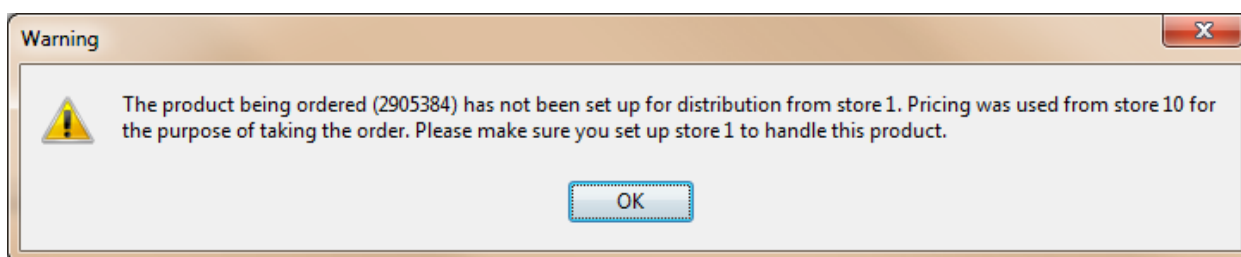 Warning
The product being ordered (2905384) has not been set up for distribution from store 1. Pricing was used from store 10 for
the purpose of taking the order. Please make sure you set up store 1 to handle this product.
OK